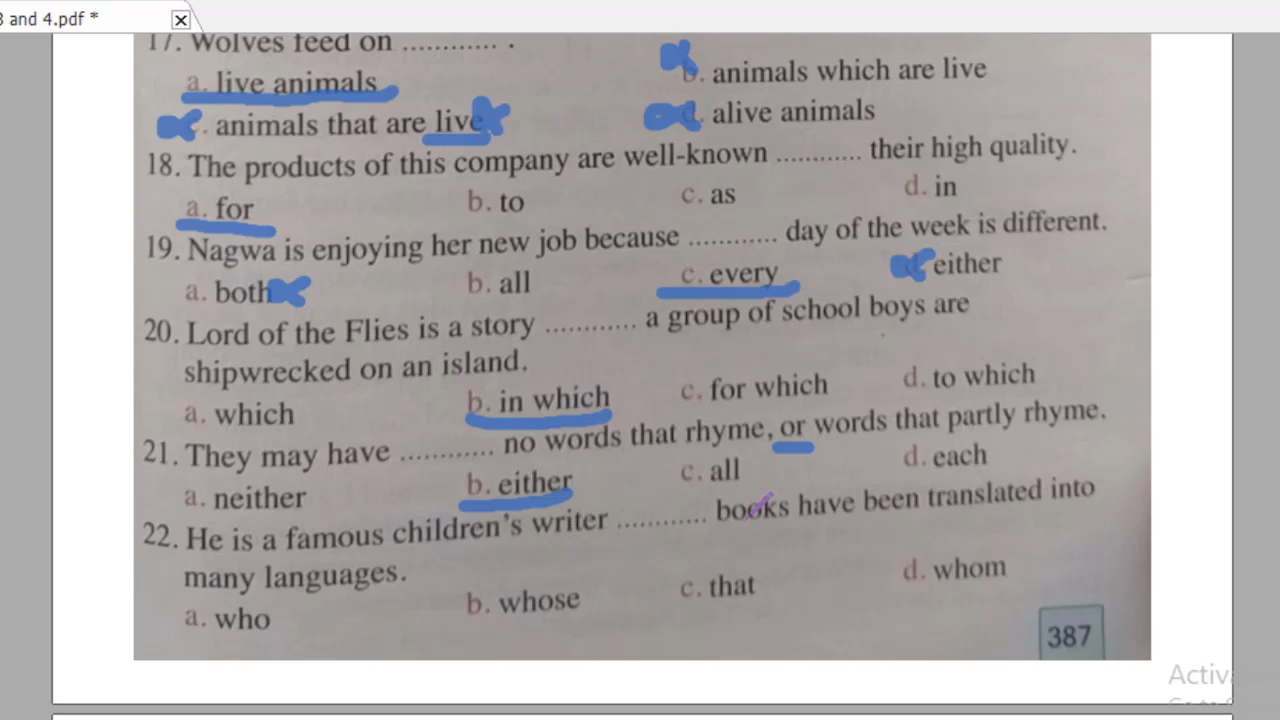 3 and 4.pdf *
17. Wolves feed on ............ .
a. live animals
b. animals which are live
c. animals that are live
d. alive animals
18. The products of this company are well-known ............ their high quality.
a. for b. to c. as d. in
19. Nagwa is enjoying her new job because ............ day of the week is different.
a. both b. all c. every d. either
20. Lord of the Flies is a story ............ a group of school boys are
shipwrecked on an island.
a. which b. in which c. for which d. to which
21. They may have ............ no words that rhyme, or words that partly rhyme.
a. neither b. either c. all d. each
22. He is a famous children's writer ............ books have been translated into
many languages.
a. who b. whose c. that d. whom
387